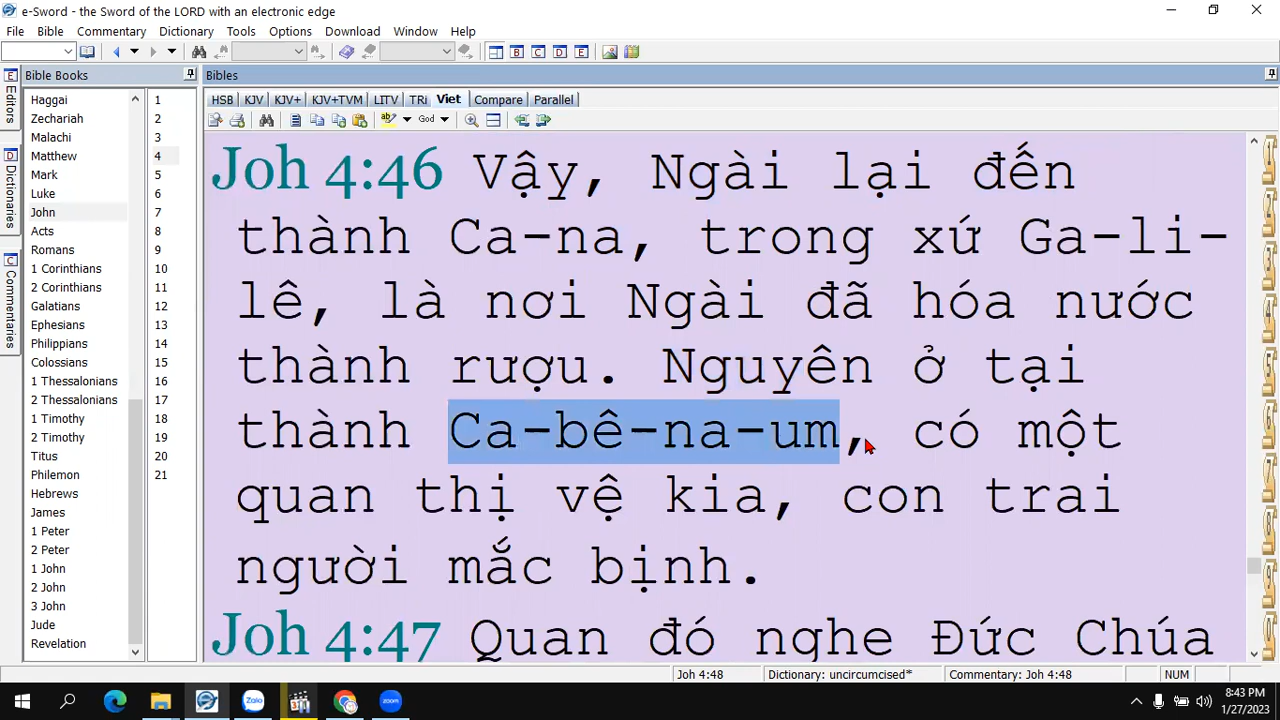 e-Sword - the Sword of the LORD with an electronic edge
File Bible Commentary Dictionary Tools Options Download Window Help
B C D E
Bible Books
Bibles
Editors
Dictionaries
Commentaries
HSB KJV KJV+ KJV+TVM LITV TRi Viet Compare Parallel
God
Haggai
Zechariah
Malachi
Matthew
Mark
Luke
John
Acts
Romans
1 Corinthians
2 Corinthians
Galatians
Ephesians
Philippians
Colossians
1 Thessalonians
2 Thessalonians
1 Timothy
2 Timothy
Titus
Philemon
Hebrews
James
1 Peter
2 Peter
1 John
2 John
3 John
Jude
Revelation
1
2
3
4
5
6
7
8
9
10
11
12
13
14
15
16
17
18
19
20
21
Joh 4:46 Vậy, Ngài lại đến
thành Ca-na, trong xứ Ga-li-
lê, là nơi Ngài đã hóa nước
thành rượu. Nguyên ở tại
thành Ca-bê-na-um, có một
quan thị vệ kia, con trai
người mắc bịnh.
Joh 4:47 Quan đó nghe Đức Chúa
Joh 4:48 Dictionary: uncircumcised* Commentary: Joh 4:48 NUM
Zalo
zoom
8:43 PM
1/27/2023